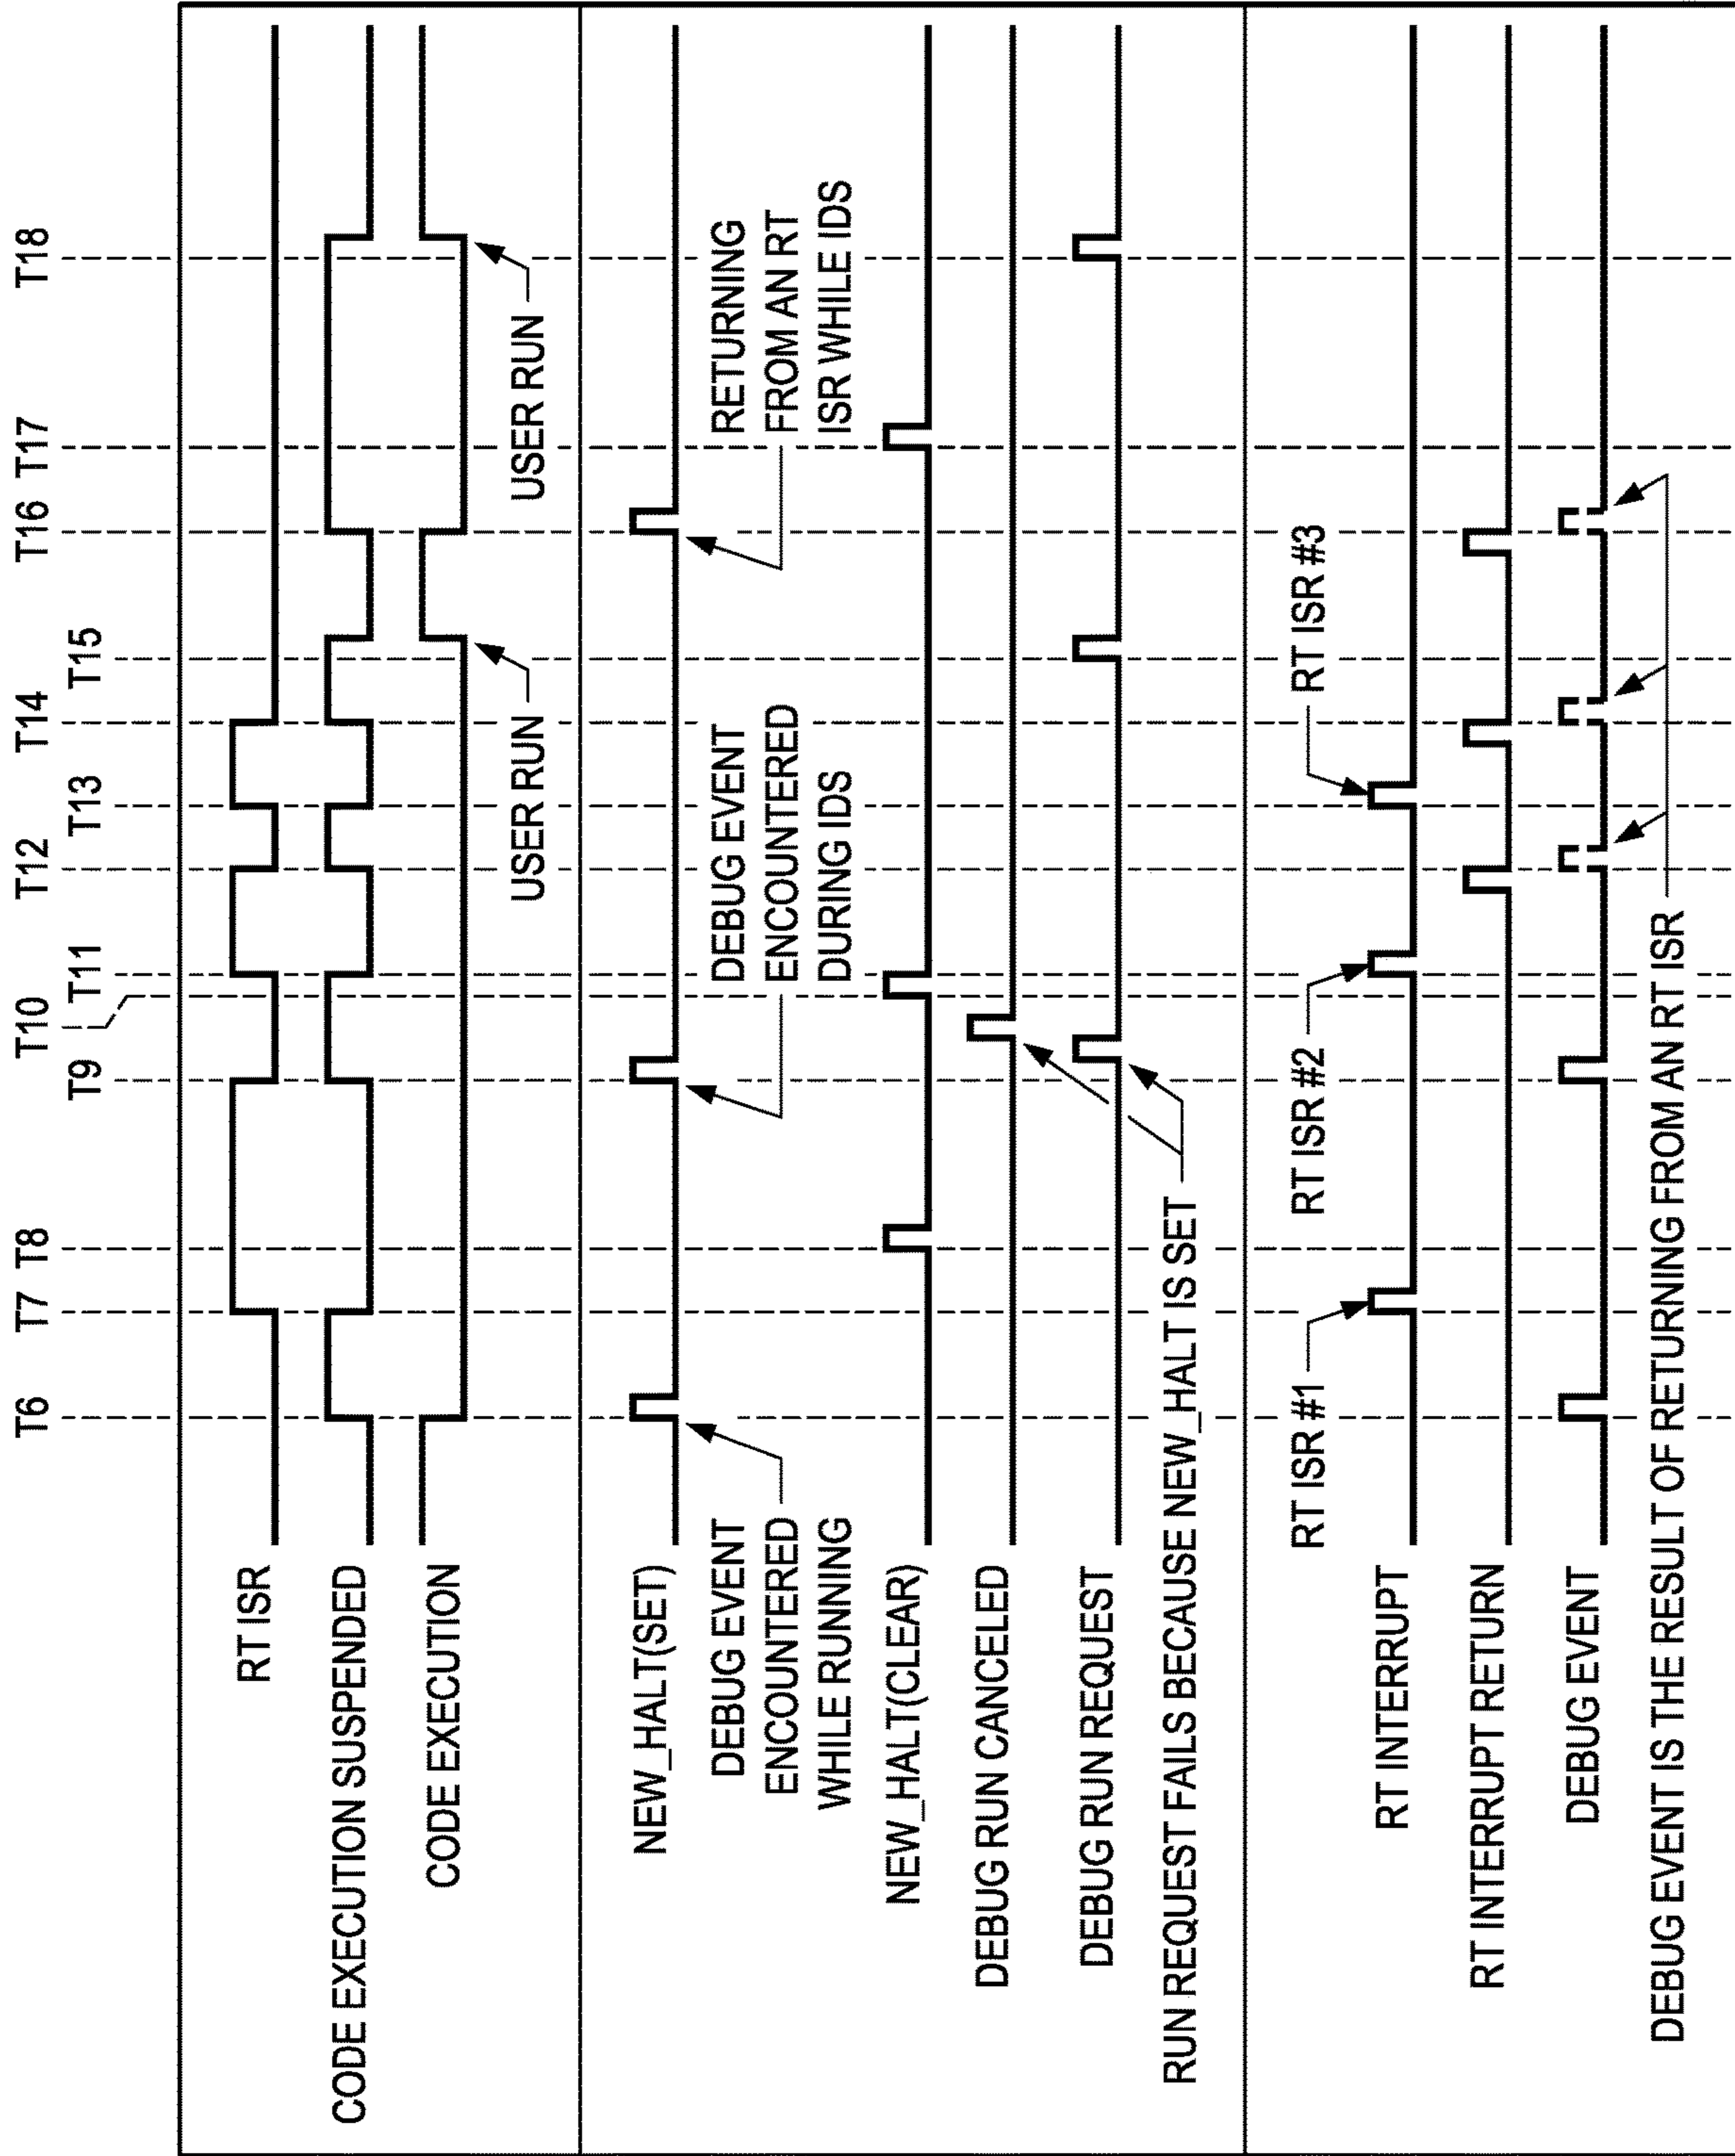 T6 T7 T8 T9 T10 T11 T12 T13 T14 T15 T16 T17 T18
RT ISR
CODE EXECUTION SUSPENDED
CODE EXECUTION
USER RUN
USER RUN
NEW_HALT(SET)
DEBUG EVENT
ENCOUNTERED
WHILE RUNNING
DEBUG EVENT
ENCOUNTERED
DURING IDS
RETURNING
FROM AN RT
ISR WHILE IDS
NEW_HALT(CLEAR)
DEBUG RUN CANCELED
DEBUG RUN REQUEST
RUN REQUEST FAILS BECAUSE NEW_HALT IS SET
RT ISR #1
RT ISR #2
RT ISR #3
RT INTERRUPT
RT INTERRUPT RETURN
DEBUG EVENT
DEBUG EVENT IS THE RESULT OF RETURNING FROM AN RT ISR